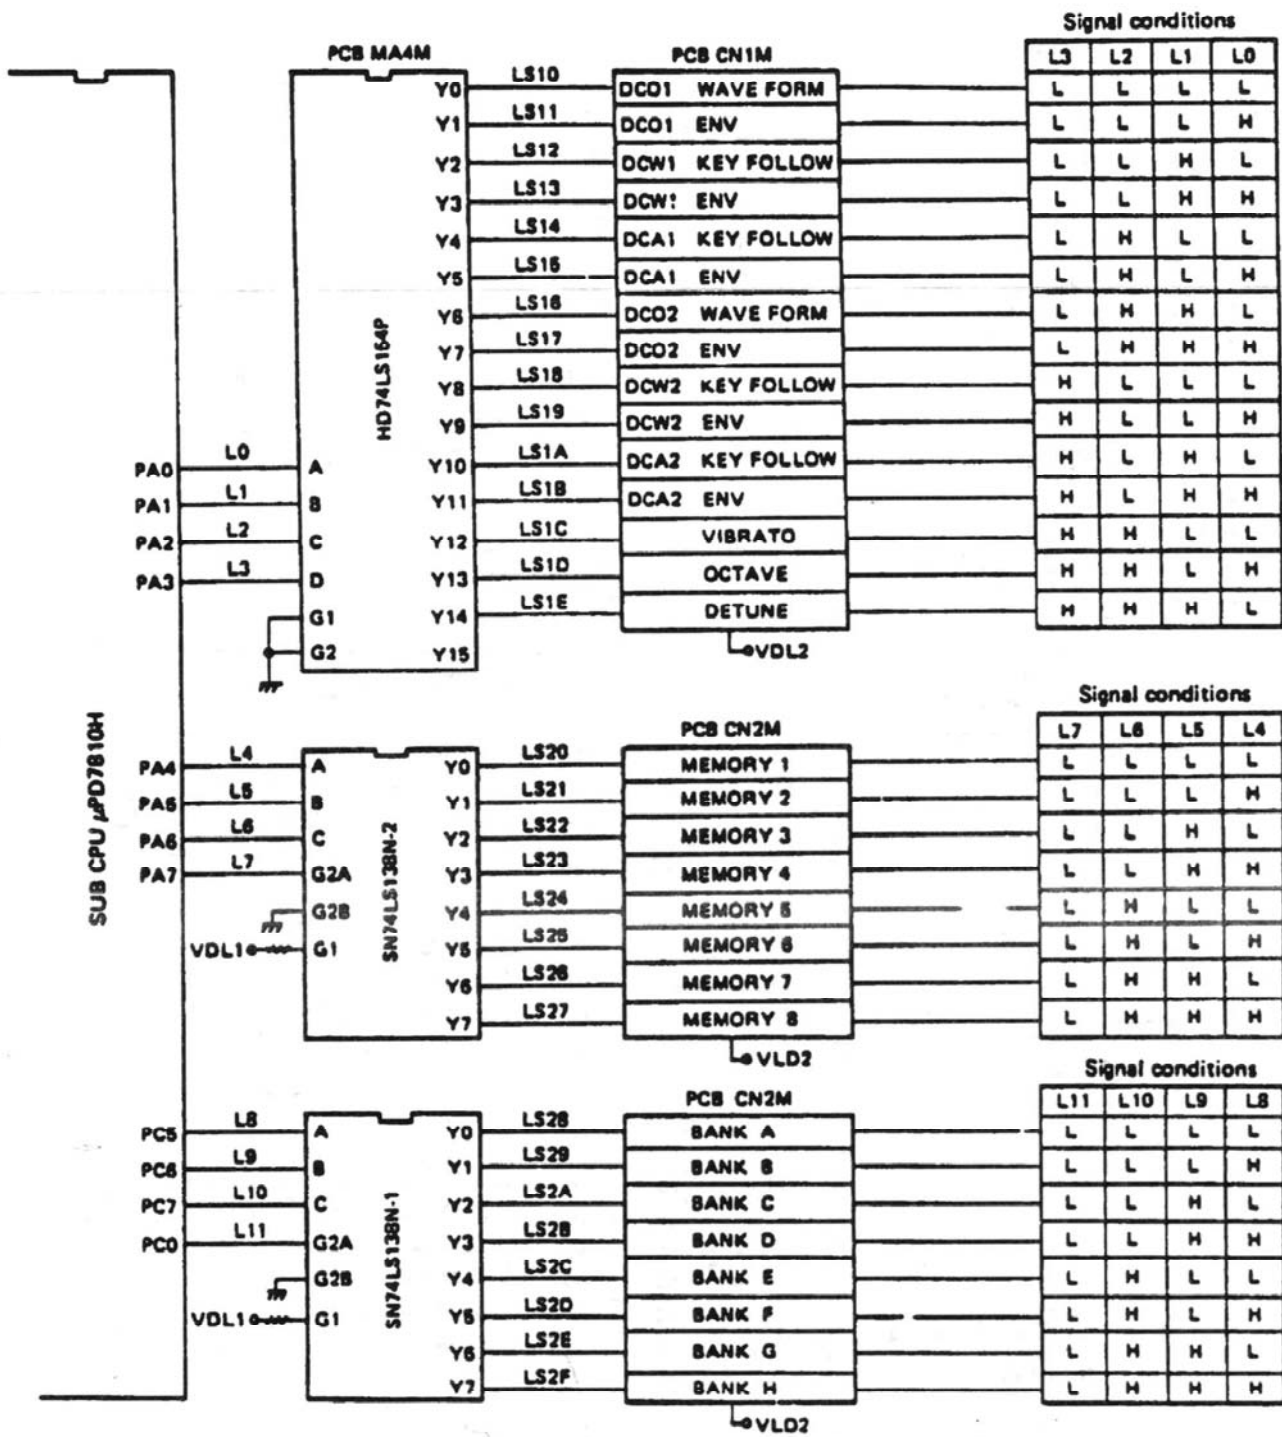 Signal conditions
PCB MA4M PCB CN1M L3 L2 L1 L0
Y0 LS10 DCO1 WAVE FORM L L L L
Y1 LS11 DCO1 ENV L L L H
Y2 LS12 DCW1 KEY FOLLOW L L H L
Y3 LS13 DCW1 ENV L L H H
Y4 LS14 DCA1 KEY FOLLOW L H L L
Y5 LS15 DCA1 ENV L H L H
Y6 LS16 DCO2 WAVE FORM L H H L
Y7 LS17 DCO2 ENV L H H H
Y8 LS18 DCW2 KEY FOLLOW H L L L
Y9 LS19 DCW2 ENV H L L H
PA0 L0 A Y10 LS1A DCA2 KEY FOLLOW H L H L
PA1 L1 B Y11 LS1B DCA2 ENV H L H H
PA2 L2 C Y12 LS1C VIBRATO H H L L
PA3 L3 D Y13 LS1D OCTAVE H H L H
G1 Y14 LS1E DETUNE H H H L
G2 Y15 VDL2
HD74LS154P
SUB CPU μPD7810H
Signal conditions
PCB CN2M L7 L6 L5 L4
PA4 L4 A Y0 LS20 MEMORY 1 L L L L
PA5 L5 B Y1 LS21 MEMORY 2 L L L H
PA6 L6 C Y2 LS22 MEMORY 3 L L H L
PA7 L7 G2A Y3 LS23 MEMORY 4 L L H H
G2B Y4 LS24 MEMORY 5 L H L L
VDL1 G1 Y5 LS25 MEMORY 6 L H L H
Y6 LS26 MEMORY 7 L H H L
Y7 LS27 MEMORY 8 L H H H
SN74LS138N-2
VLD2
Signal conditions
PCB CN2M L11 L10 L9 L8
PC5 L8 A Y0 LS28 BANK A L L L L
PC6 L9 B Y1 LS29 BANK B L L L H
PC7 L10 C Y2 LS2A BANK C L L H L
PC0 L11 G2A Y3 LS2B BANK D L L H H
G2B Y4 LS2C BANK E L H L L
VDL1 G1 Y5 LS2D BANK F L H L H
Y6 LS2E BANK G L H H L
Y7 LS2F BANK H L H H H
SN74LS138N-1
VLD2